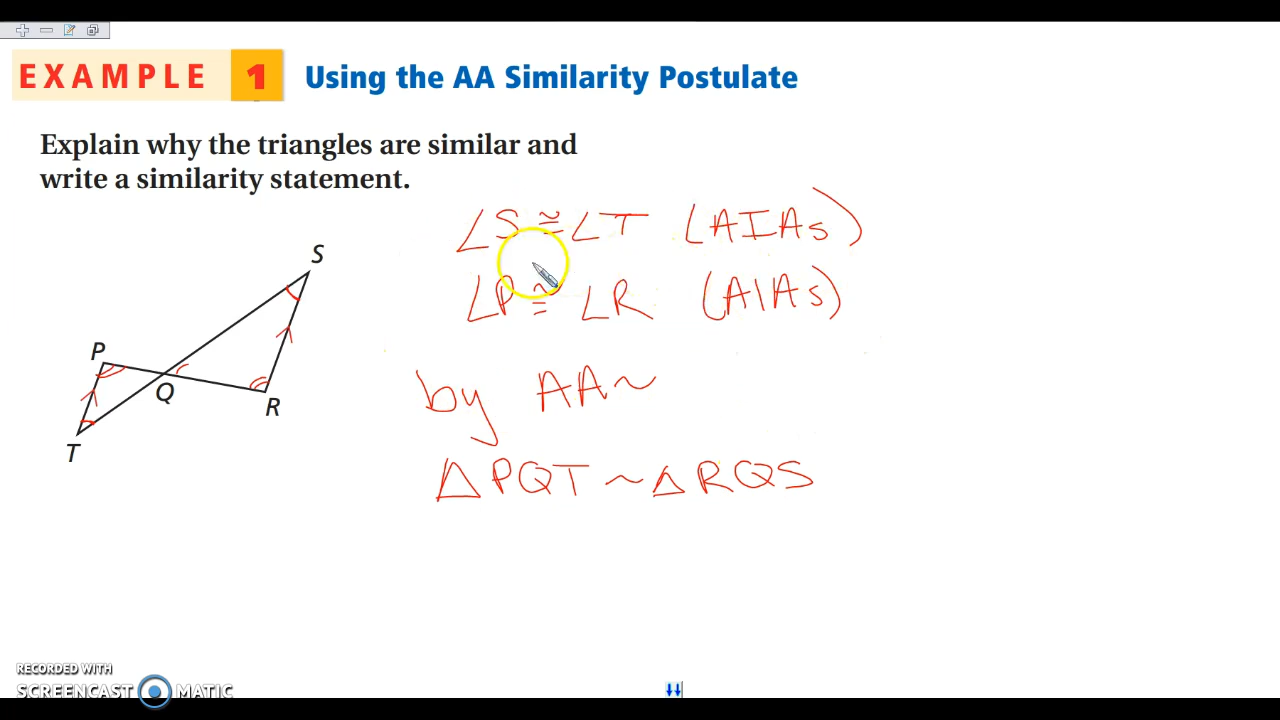 EXAMPLE 1 Using the AA Similarity Postulate
Explain why the triangles are similar and
write a similarity statement.
∠S ≅ ∠T (AIAs)
∠P ≅ ∠R (AIAs)
by AA~
△PQT ~ △RQS
S
P
Q
R
T
RECORDED WITH
SCREENCAST MATIC